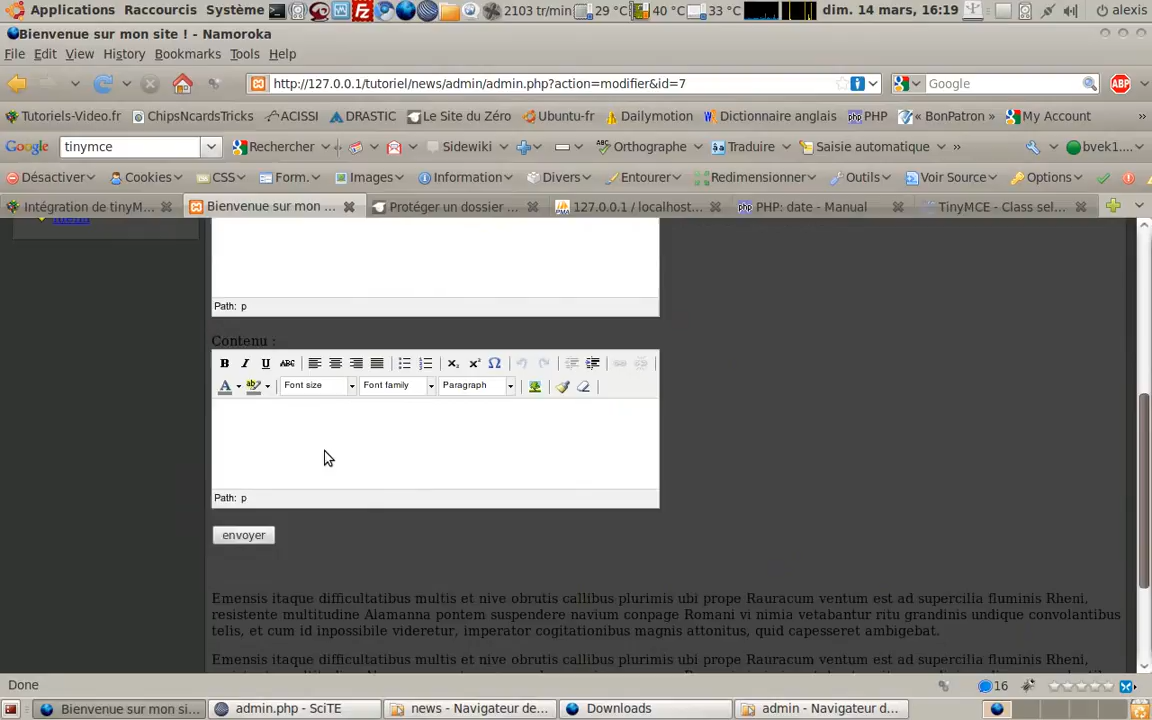 Applications Raccourcis Système 2103 tr/min 29 °C 40 °C 33 °C dim. 14 mars, 16:19 alexis
Bienvenue sur mon site ! - Namoroka
File Edit View History Bookmarks Tools Help
http://127.0.0.1/tutoriel/news/admin/admin.php?action=modifier&id=7 Google ABP
Tutoriels-Video.fr ChipsNcardsTricks ACISSI DRASTIC Le Site du Zéro Ubuntu-fr Dailymotion Dictionnaire anglais PHP « BonPatron » My Account »
Google tinymce Rechercher Sidewiki Orthographe Traduire Saisie automatique » bvek1....
Désactiver Cookies CSS Form. Images Information Divers Entourer Redimensionner Outils Voir Source Options
Intégration de tinyM... Bienvenue sur mon ... Protéger un dossier ... 127.0.0.1 / localhost... PHP: date - Manual TinyMCE - Class sel...
Path: p
Contenu :
B I U ABC
A ab Font size Font family Paragraph
Path: p
envoyer
Emensis itaque difficultatibus multis et nive obrutis callibus plurimis ubi prope Rauracum ventum est ad supercilia fluminis Rheni,
resistente multitudine Alamanna pontem suspendere navium conpage Romani vi nimia vetabantur ritu grandinis undique convolantibus
telis, et cum id inpossibile videretur, imperator cogitationibus magnis attonitus, quid capesseret ambigebat.
Emensis itaque difficultatibus multis et nive obrutis callibus plurimis ubi prope Rauracum ventum est ad supercilia fluminis Rheni,
Done 16
Bienvenue sur mon si... admin.php - SciTE news - Navigateur de... Downloads admin - Navigateur d...